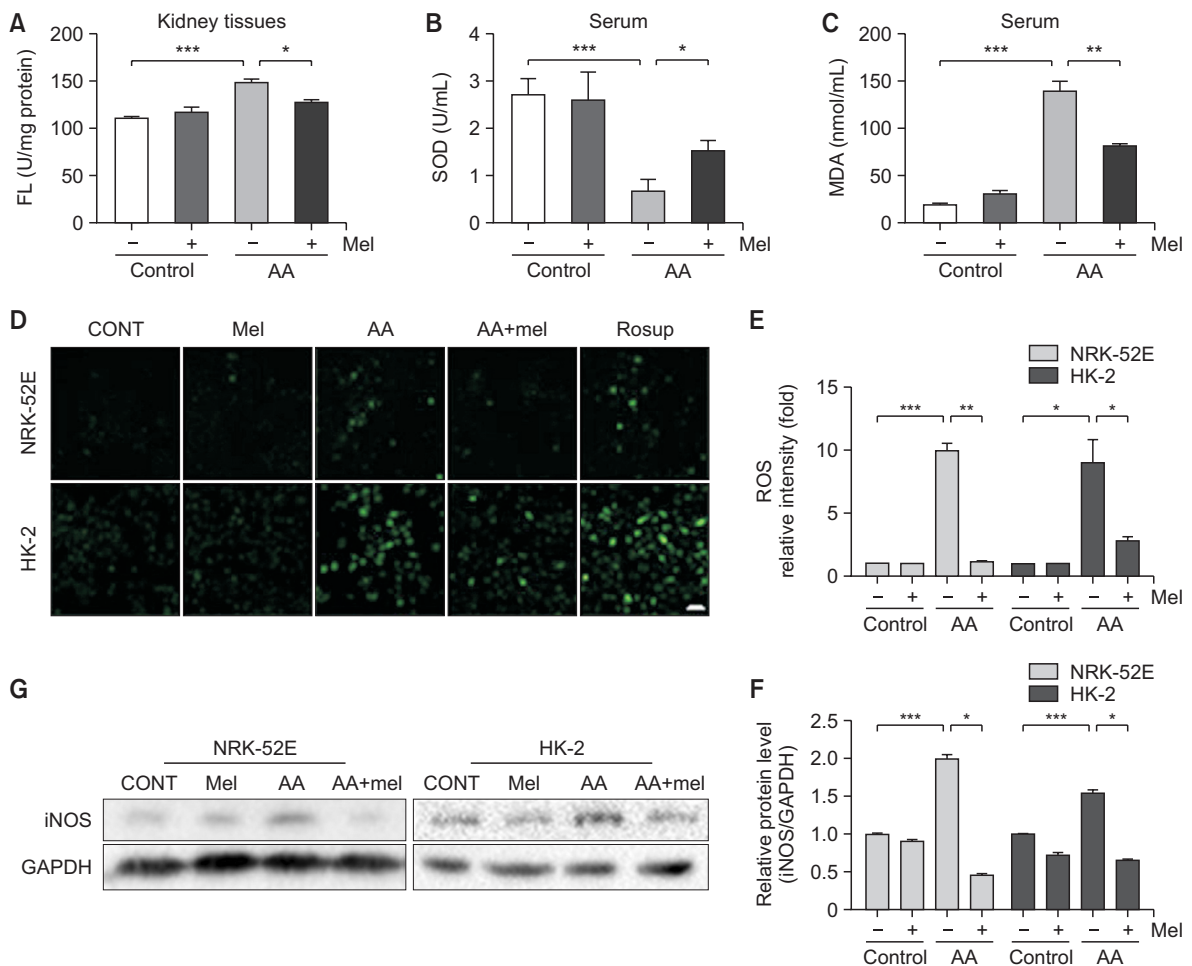 A
Kidney tissues
200
150
100
50
0
FL (U/mg protein)
***
*
− + − + Mel
Control AA
B
Serum
4
3
2
1
0
SOD (U/mL)
***
*
− + − + Mel
Control AA
C
Serum
200
150
100
50
0
MDA (nmol/mL)
***
**
− + − + Mel
Control AA
D
CONT Mel AA AA+mel Rosup
NRK-52E
HK-2
E
NRK-52E
HK-2
15
10
5
0
ROS
relative intensity (fold)
*** ** * *
− + − + − + − + Mel
Control AA Control AA
G
NRK-52E HK-2
CONT Mel AA AA+mel CONT Mel AA AA+mel
iNOS
GAPDH
F
NRK-52E
HK-2
2.5
2.0
1.5
1.0
0.5
0
Relative protein level
(iNOS/GAPDH)
*** * *** *
− + − + − + − + Mel
Control AA Control AA